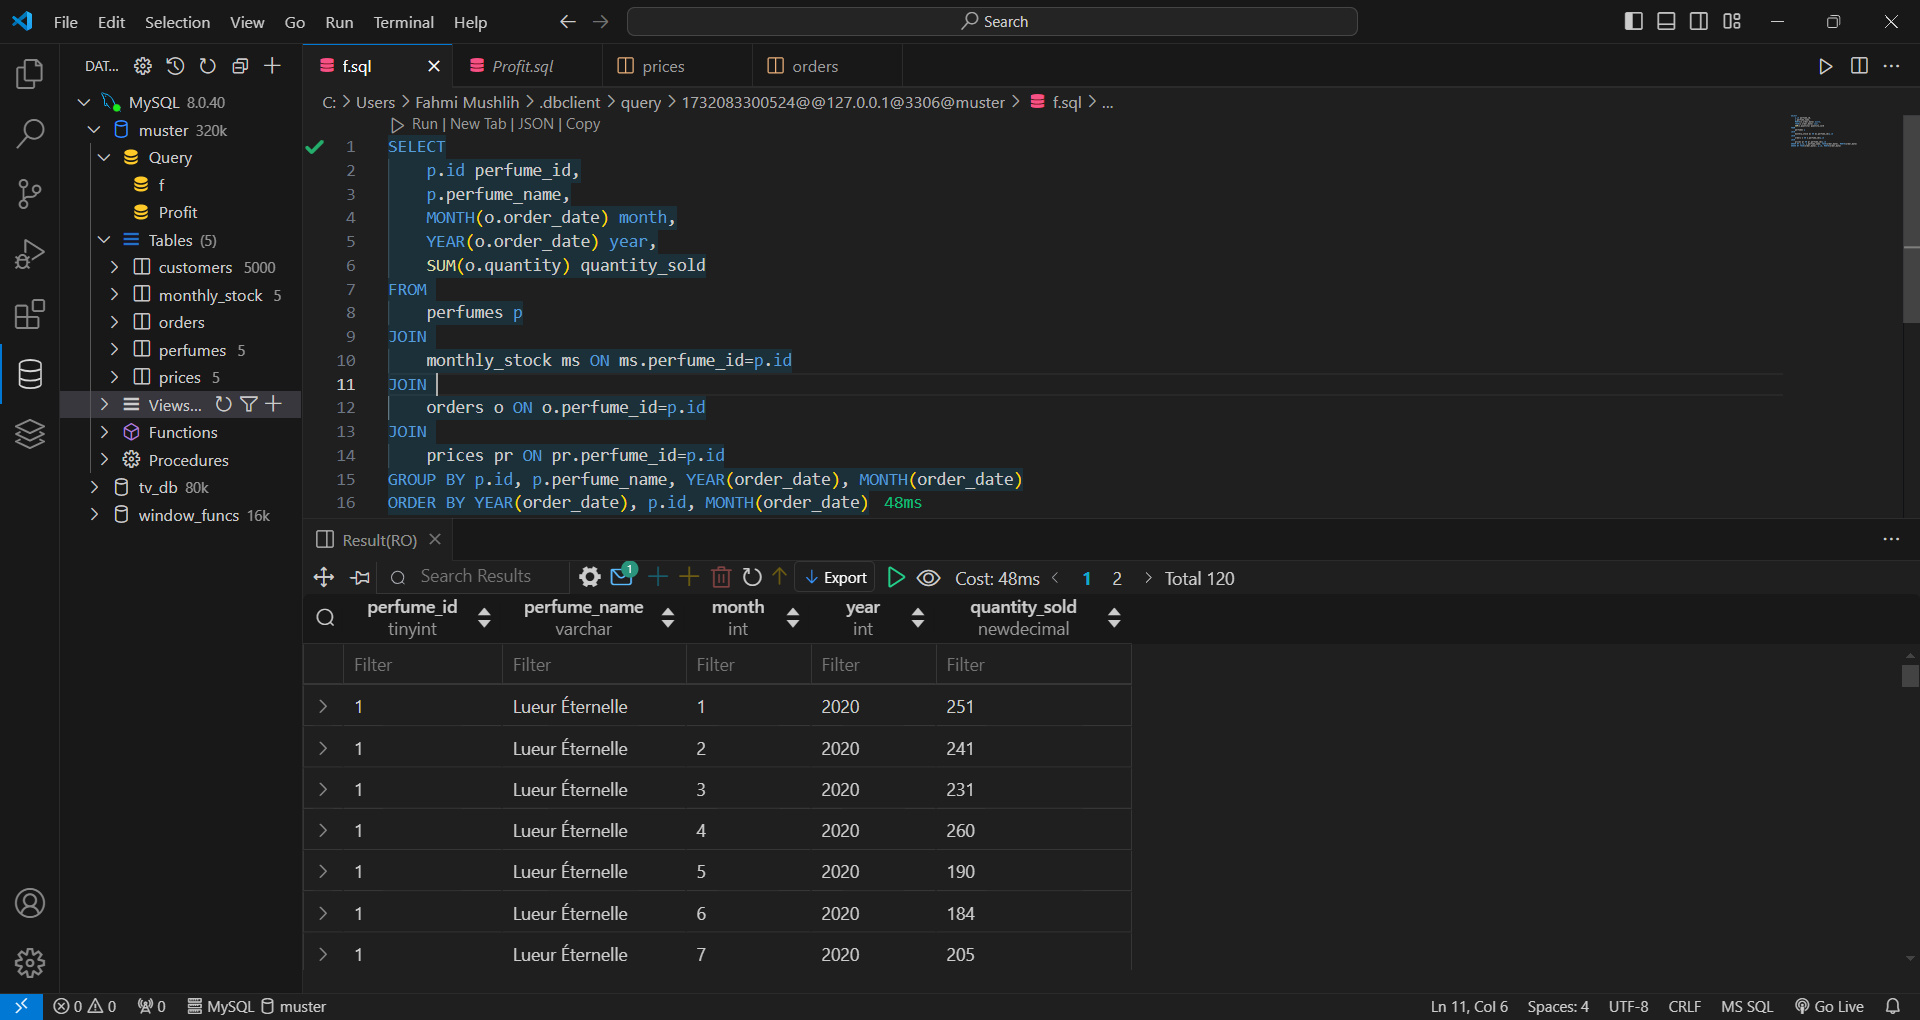 File Edit Selection View Go Run Terminal Help Search
DAT...
MySQL 8.0.40
muster 320k
Query
f
Profit
Tables (5)
customers 5000
monthly_stock 5
orders
perfumes 5
prices 5
Views...
Functions
Procedures
tv_db 80k
window_funcs 16k
f.sql Profit.sql prices orders
C: > Users > Fahmi Mushlih > .dbclient > query > 1732083300524@@127.0.0.1@3306@muster > f.sql > ...
Run | New Tab | JSON | Copy
1 SELECT
2 p.id perfume_id,
3 p.perfume_name,
4 MONTH(o.order_date) month,
5 YEAR(o.order_date) year,
6 SUM(o.quantity) quantity_sold
7 FROM
8 perfumes p
9 JOIN
10 monthly_stock ms ON ms.perfume_id=p.id
11 JOIN
12 orders o ON o.perfume_id=p.id
13 JOIN
14 prices pr ON pr.perfume_id=p.id
15 GROUP BY p.id, p.perfume_name, YEAR(order_date), MONTH(order_date)
16 ORDER BY YEAR(order_date), p.id, MONTH(order_date) 48ms
Result(RO)
Search Results 1 Export Cost: 48ms < 1 2 > Total 120
perfume_id perfume_name month year quantity_sold
tinyint varchar int int newdecimal
Filter Filter Filter Filter Filter
1 Lueur Éternelle 1 2020 251
1 Lueur Éternelle 2 2020 241
1 Lueur Éternelle 3 2020 231
1 Lueur Éternelle 4 2020 260
1 Lueur Éternelle 5 2020 190
1 Lueur Éternelle 6 2020 184
1 Lueur Éternelle 7 2020 205
0 0 0 MySQL muster Ln 11, Col 6 Spaces: 4 UTF-8 CRLF MS SQL Go Live